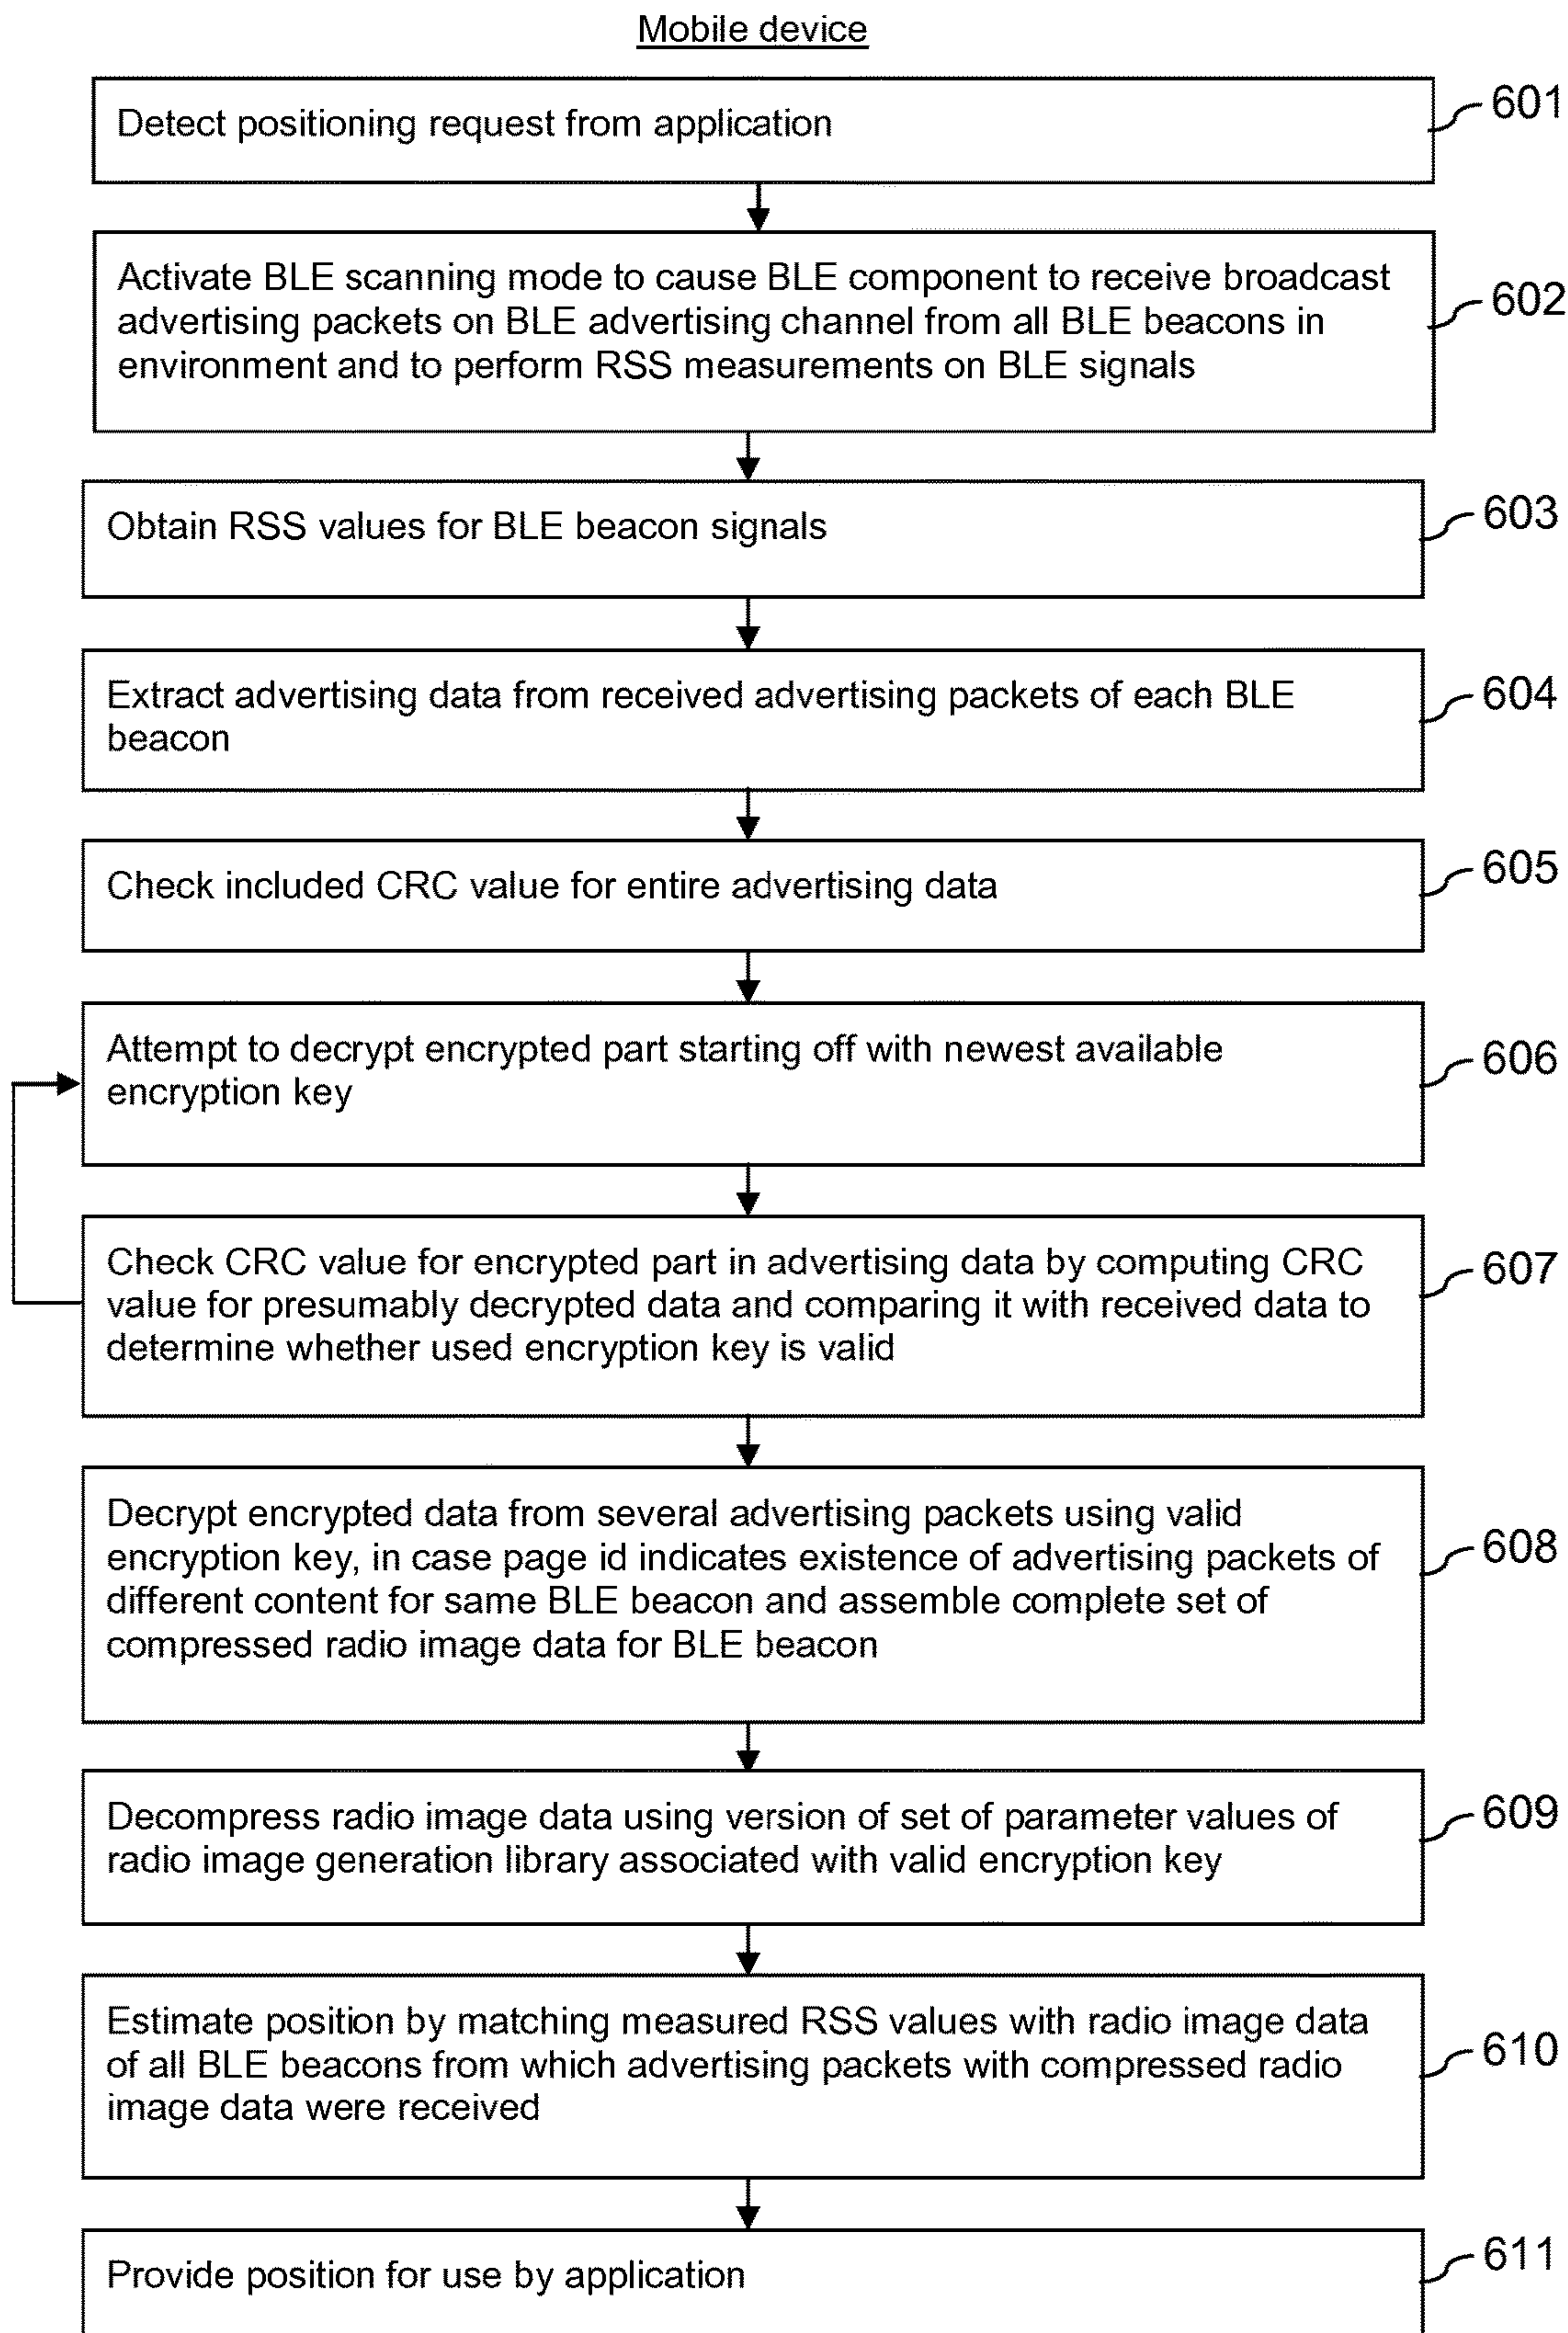 Mobile device
Detect positioning request from application
601
Activate BLE scanning mode to cause BLE component to receive broadcast
advertising packets on BLE advertising channel from all BLE beacons in
environment and to perform RSS measurements on BLE signals
602
Obtain RSS values for BLE beacon signals
603
Extract advertising data from received advertising packets of each BLE
beacon
604
Check included CRC value for entire advertising data
605
Attempt to decrypt encrypted part starting off with newest available
encryption key
606
Check CRC value for encrypted part in advertising data by computing CRC
value for presumably decrypted data and comparing it with received data to
determine whether used encryption key is valid
607
Decrypt encrypted data from several advertising packets using valid
encryption key, in case page id indicates existence of advertising packets of
different content for same BLE beacon and assemble complete set of
compressed radio image data for BLE beacon
608
Decompress radio image data using version of set of parameter values of
radio image generation library associated with valid encryption key
609
Estimate position by matching measured RSS values with radio image data
of all BLE beacons from which advertising packets with compressed radio
image data were received
610
Provide position for use by application
611